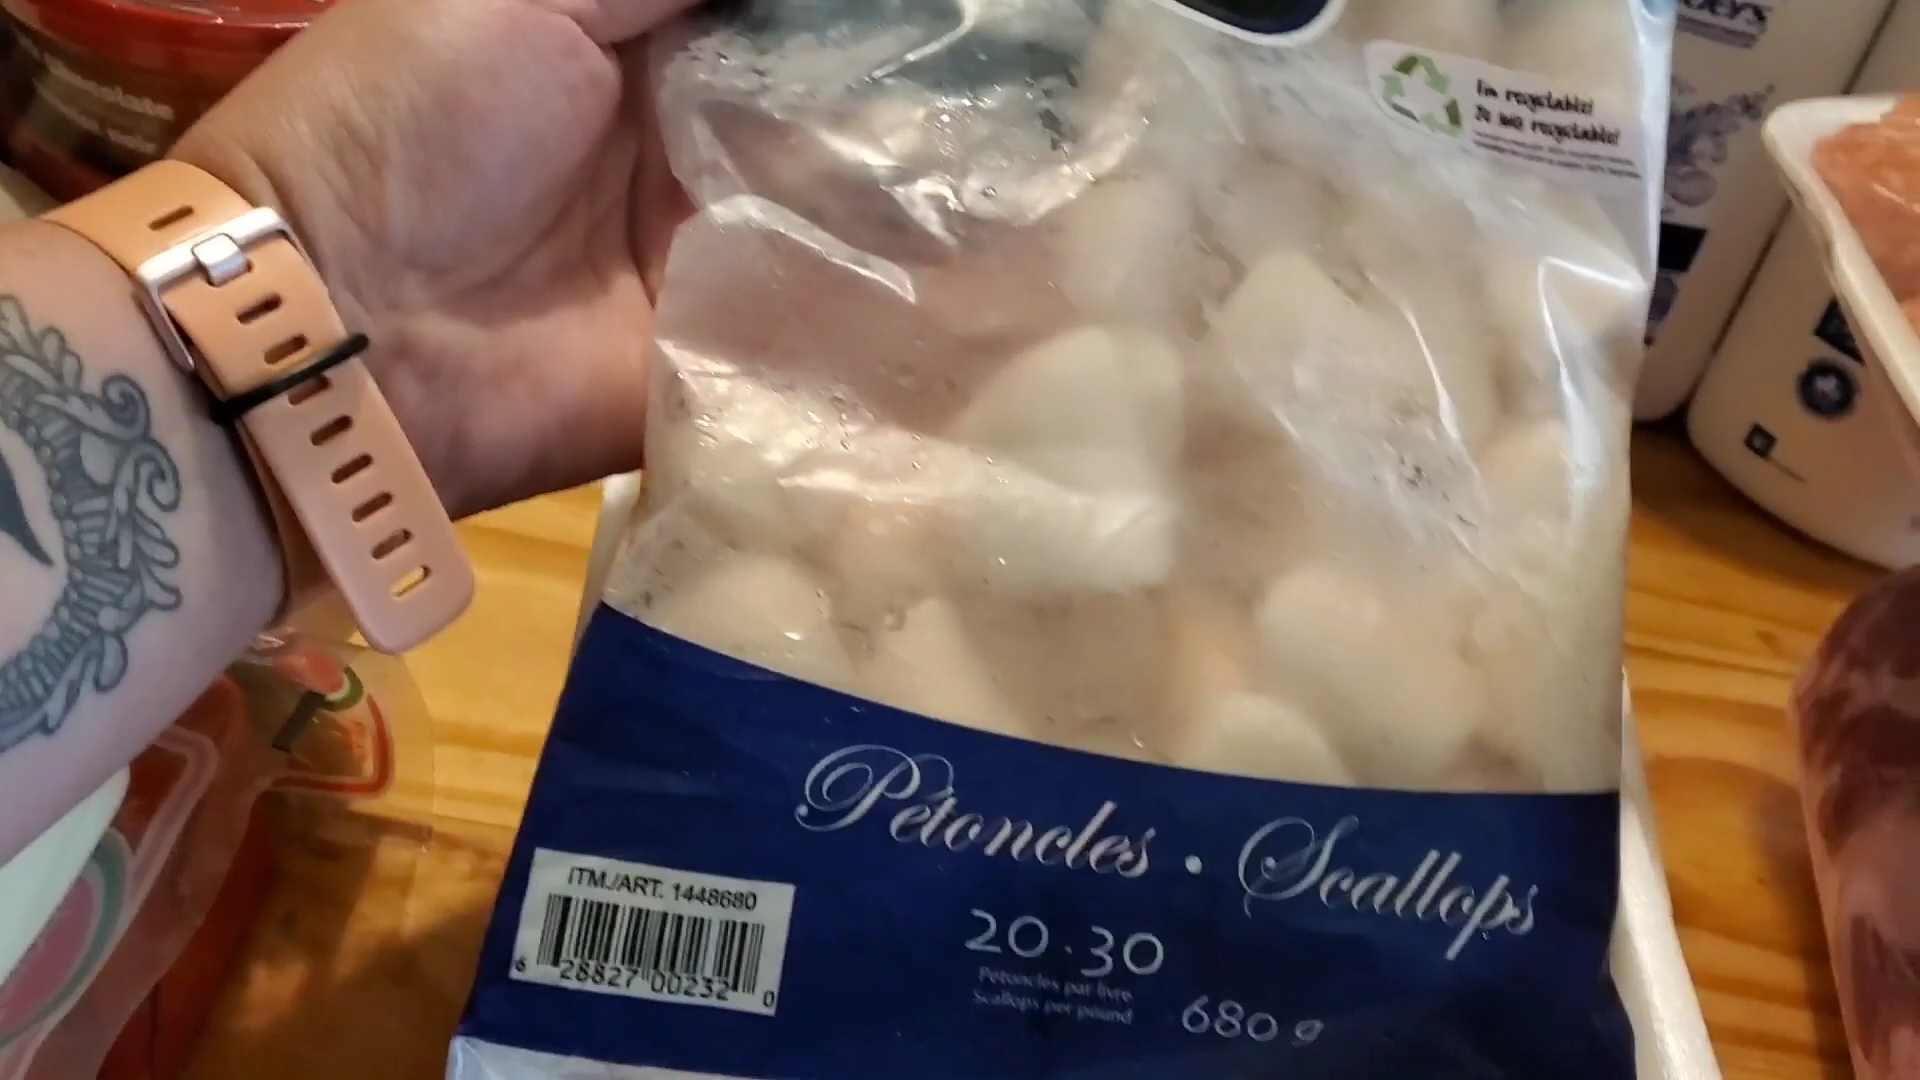 I'm recyclable!
Je suis recyclable!
Pétoncles • Scallops
ITM./ART. 1448680
6 28827 00232 0
20.30
Pétoncles par livre
Scallops per pound
680 g